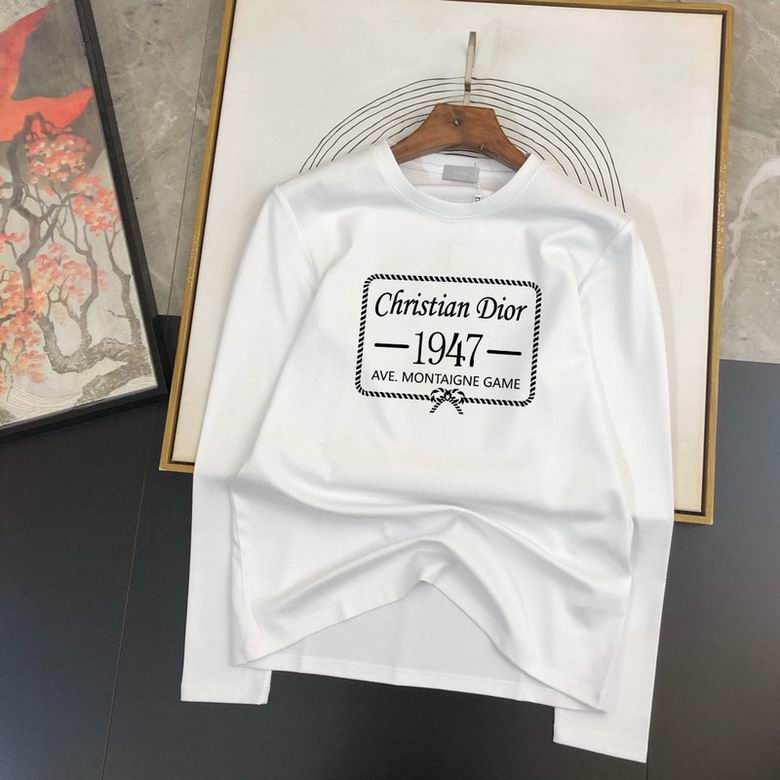 Christian Dior
1947
AVE. MONTAIGNE GAME